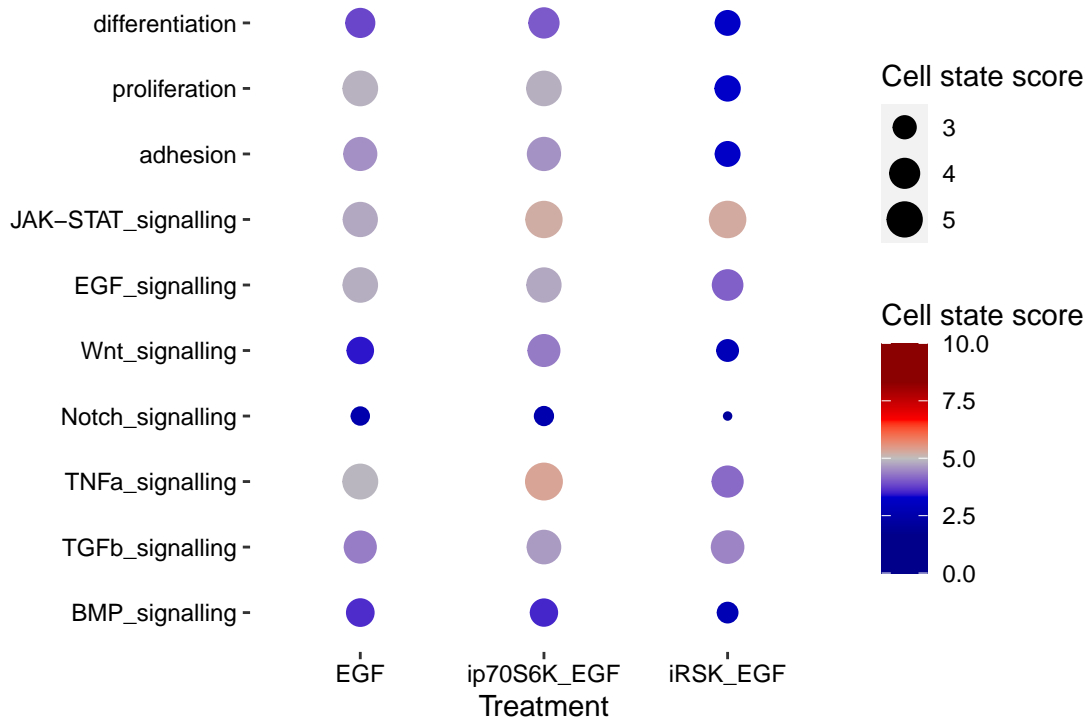 differentiation
proliferation
adhesion
JAK−STAT_signalling
EGF_signalling
Wnt_signalling
Notch_signalling
TNFa_signalling
TGFb_signalling
BMP_signalling
EGF
ip70S6K_EGF
iRSK_EGF
Treatment
Cell state score
3
4
5
Cell state score
10.0
7.5
5.0
2.5
0.0